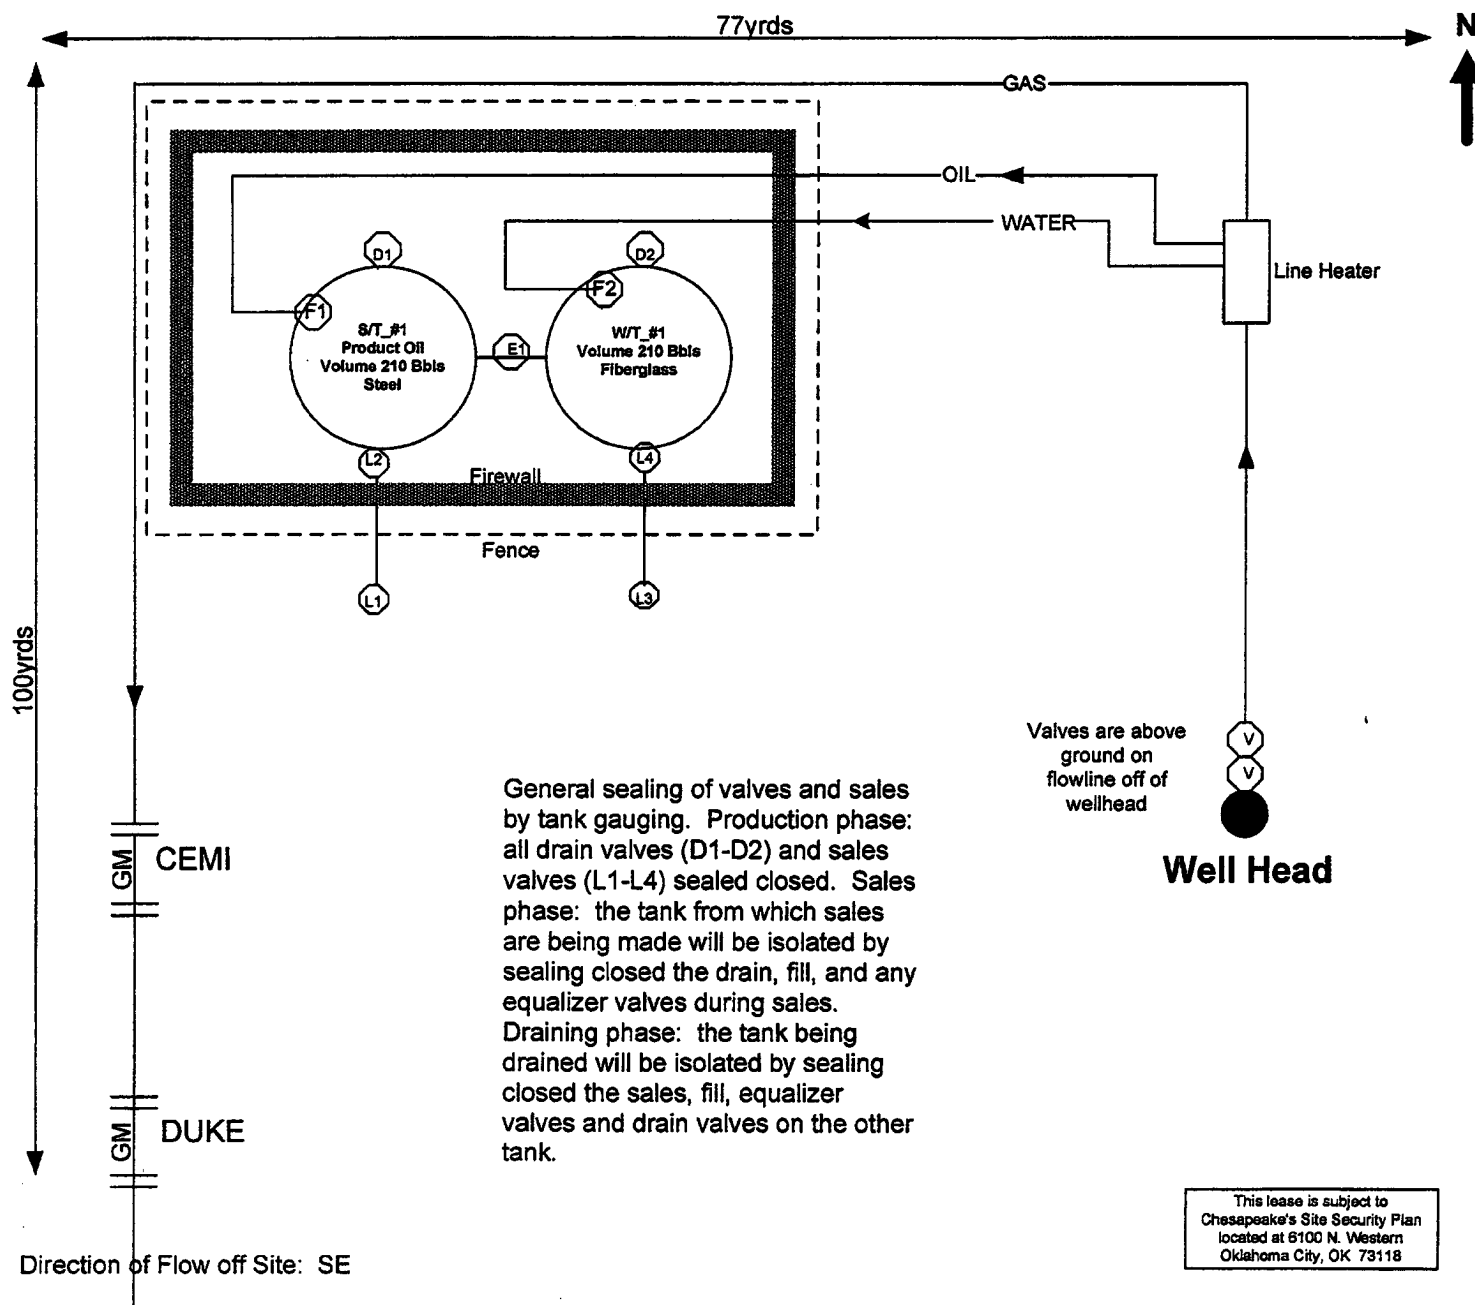 77yrds
N
GAS
OIL
WATER
D1
D2
Line Heater
F1
F2
S/T_#1
Product Oil
Volume 210 Bbls
Steel
E1
W/T_#1
Volume 210 Bbls
Fiberglass
L2
L4
Firewall
Fence
L1
L3
100yrds
Valves are above
ground on
flowline off of
wellhead
V
V
Well Head
General sealing of valves and sales
by tank gauging. Production phase:
all drain valves (D1-D2) and sales
valves (L1-L4) sealed closed. Sales
phase: the tank from which sales
are being made will be isolated by
sealing closed the drain, fill, and any
equalizer valves during sales.
Draining phase: the tank being
drained will be isolated by sealing
closed the sales, fill, equalizer
valves and drain valves on the other
tank.
GM
CEMI
GM
DUKE
This lease is subject to
Chesapeake's Site Security Plan
located at 6100 N. Western
Oklahoma City, OK 73118
Direction of Flow off Site: SE